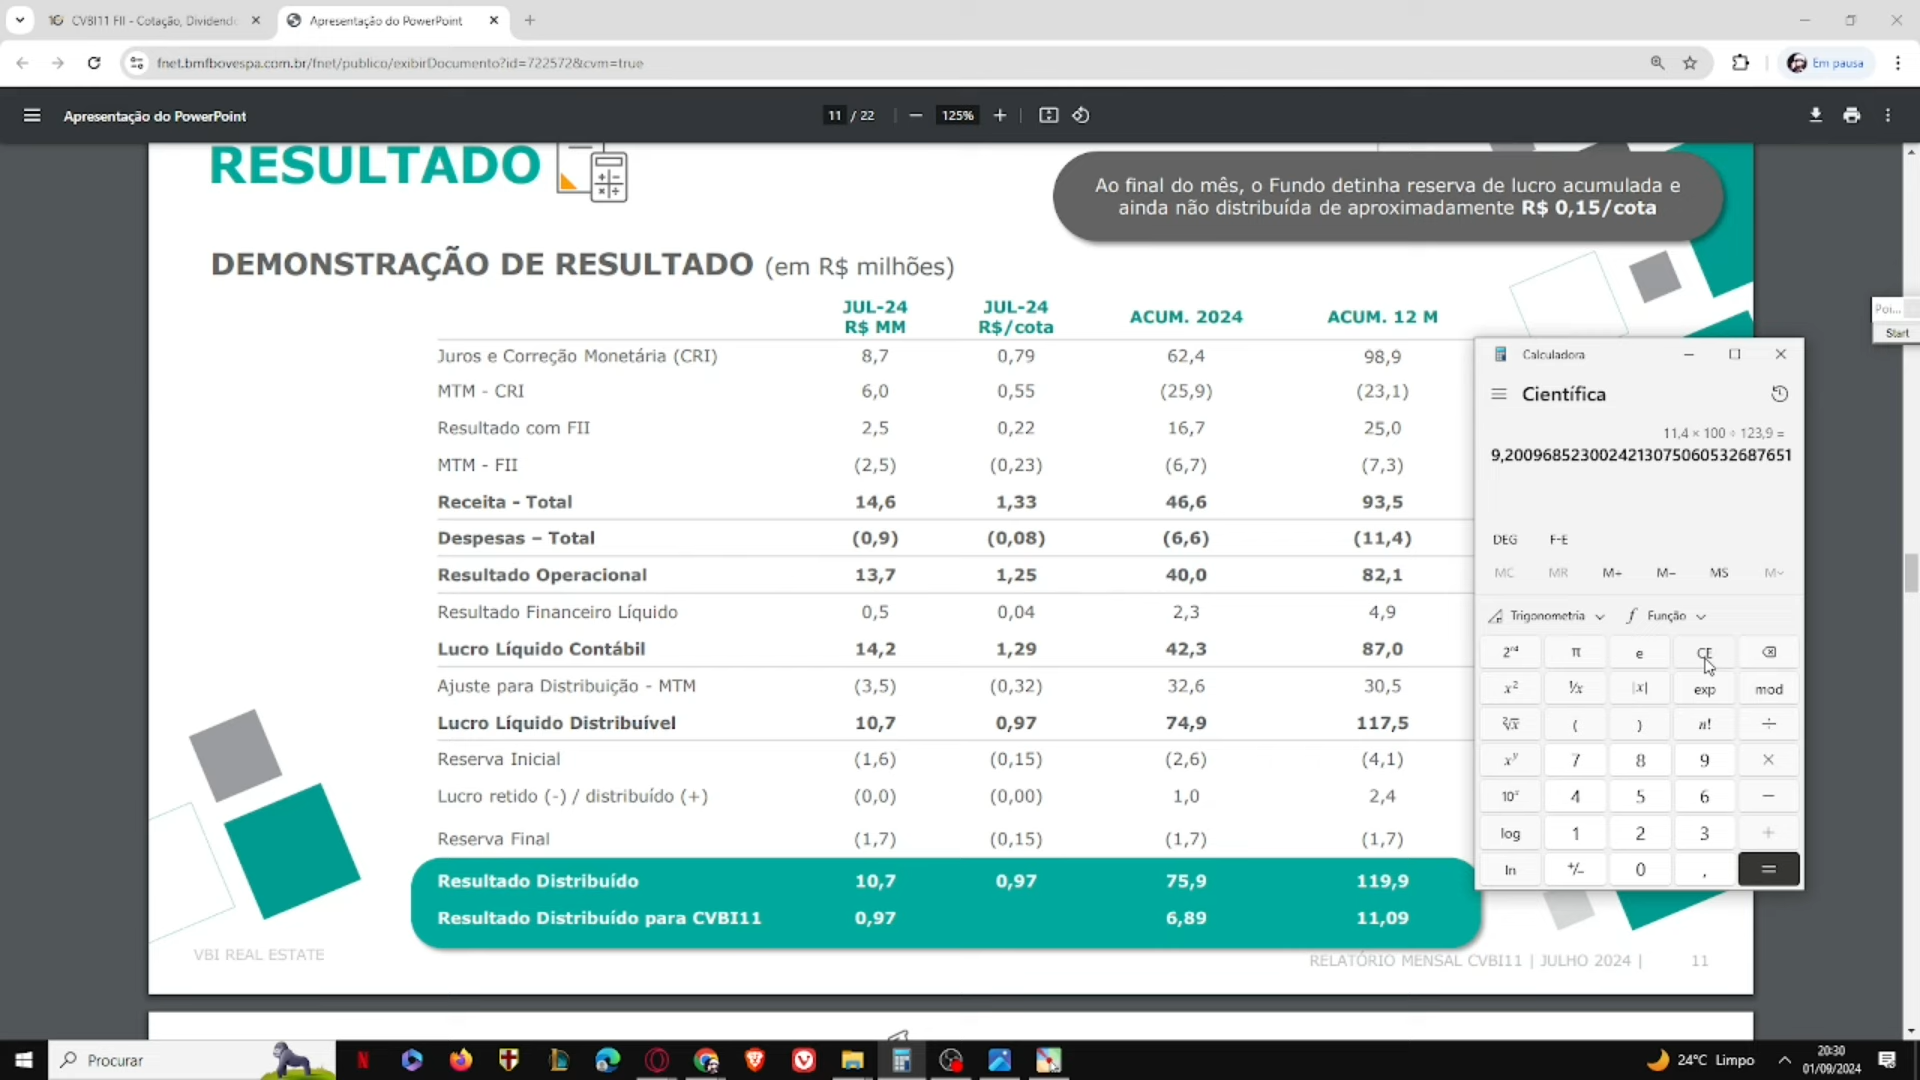 CVBI11 FII - Cotação, Dividendo
Apresentação do PowerPoint
fnet.bmfbovespa.com.br/fnet/publico/exibirDocumento?id=722572&cvm=true
Em pausa
Apresentação do PowerPoint
11 / 22
125%
RESULTADO
Ao final do mês, o Fundo detinha reserva de lucro acumulada e
ainda não distribuída de aproximadamente R$ 0,15/cota
DEMONSTRAÇÃO DE RESULTADO (em R$ milhões)
JUL-24 R$ MM JUL-24 R$/cota ACUM. 2024 ACUM. 12 M
Juros e Correção Monetária (CRI) 8,7 0,79 62,4 98,9
MTM - CRI 6,0 0,55 (25,9) (23,1)
Resultado com FII 2,5 0,22 16,7 25,0
MTM - FII (2,5) (0,23) (6,7) (7,3)
Receita - Total 14,6 1,33 46,6 93,5
Despesas – Total (0,9) (0,08) (6,6) (11,4)
Resultado Operacional 13,7 1,25 40,0 82,1
Resultado Financeiro Líquido 0,5 0,04 2,3 4,9
Lucro Líquido Contábil 14,2 1,29 42,3 87,0
Ajuste para Distribuição - MTM (3,5) (0,32) 32,6 30,5
Lucro Líquido Distribuível 10,7 0,97 74,9 117,5
Reserva Inicial (1,6) (0,15) (2,6) (4,1)
Lucro retido (-) / distribuído (+) (0,0) (0,00) 1,0 2,4
Reserva Final (1,7) (0,15) (1,7) (1,7)
Resultado Distribuído 10,7 0,97 75,9 119,9
Resultado Distribuído para CVBI11 0,97 6,89 11,09
VBI REAL ESTATE
RELATÓRIO MENSAL CVBI11 | JULHO 2024 | 11
Poi...
Start
Calculadora
Científica
11,4 × 100 ÷ 123,9 =
9,2009685230024213075060532687651
DEG F-E
MC MR M+ M- MS M˅
Trigonometria f Função
2ⁿᵈ π e CE
x² ¹/x |x| exp mod
²√x ( ) n! ÷
xʸ 7 8 9 ×
10ˣ 4 5 6 −
log 1 2 3 +
ln +/- 0 , =
Procurar
24°C Limpo
20:30
01/09/2024